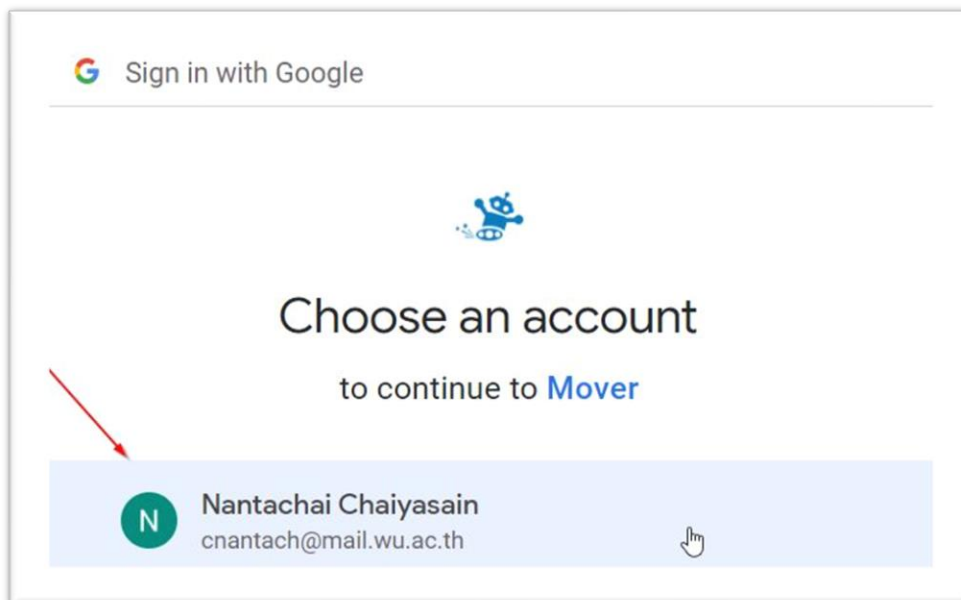 Sign in with Google
Choose an account
to continue to Mover
N
Nantachai Chaiyasain
cnantach@mail.wu.ac.th